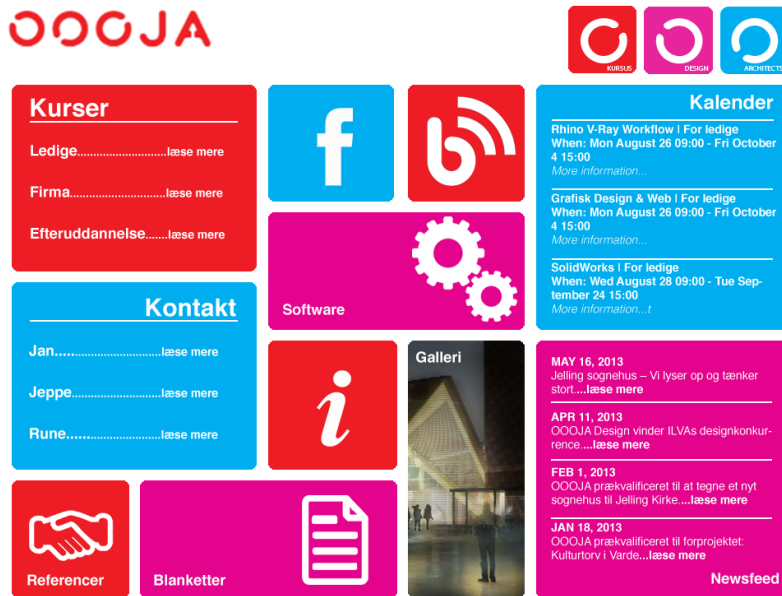 OOOJA
KURSUS
DESIGN
ARCHITECTS
Kurser
Ledige...........................læse mere
Firma.............................læse mere
Efteruddannelse.......læse mere
Kontakt
Jan...............................læse mere
Jeppe...........................læse mere
Rune...........................læse mere
Referencer
Blanketter
Software
Galleri
Kalender
Rhino V-Ray Workflow | For ledige
When: Mon August 26 09:00 - Fri October
4 15:00
More information...
Grafisk Design & Web | For ledige
When: Mon August 26 09:00 - Fri October
4 15:00
More information...
SolidWorks | For ledige
When: Wed August 28 09:00 - Tue Sep-
tember 24 15:00
More information...t
MAY 16, 2013
Jelling sognehus – Vi lyser op og tænker
stort....læse mere
APR 11, 2013
OOOJA Design vinder ILVAs designkonkur-
rence....læse mere
FEB 1, 2013
OOOJA prækvalificeret til at tegne et nyt
sognehus til Jelling Kirke....læse mere
JAN 18, 2013
OOOJA prækvalificeret til forprojektet:
Kulturtorv i Varde...læse mere
Newsfeed